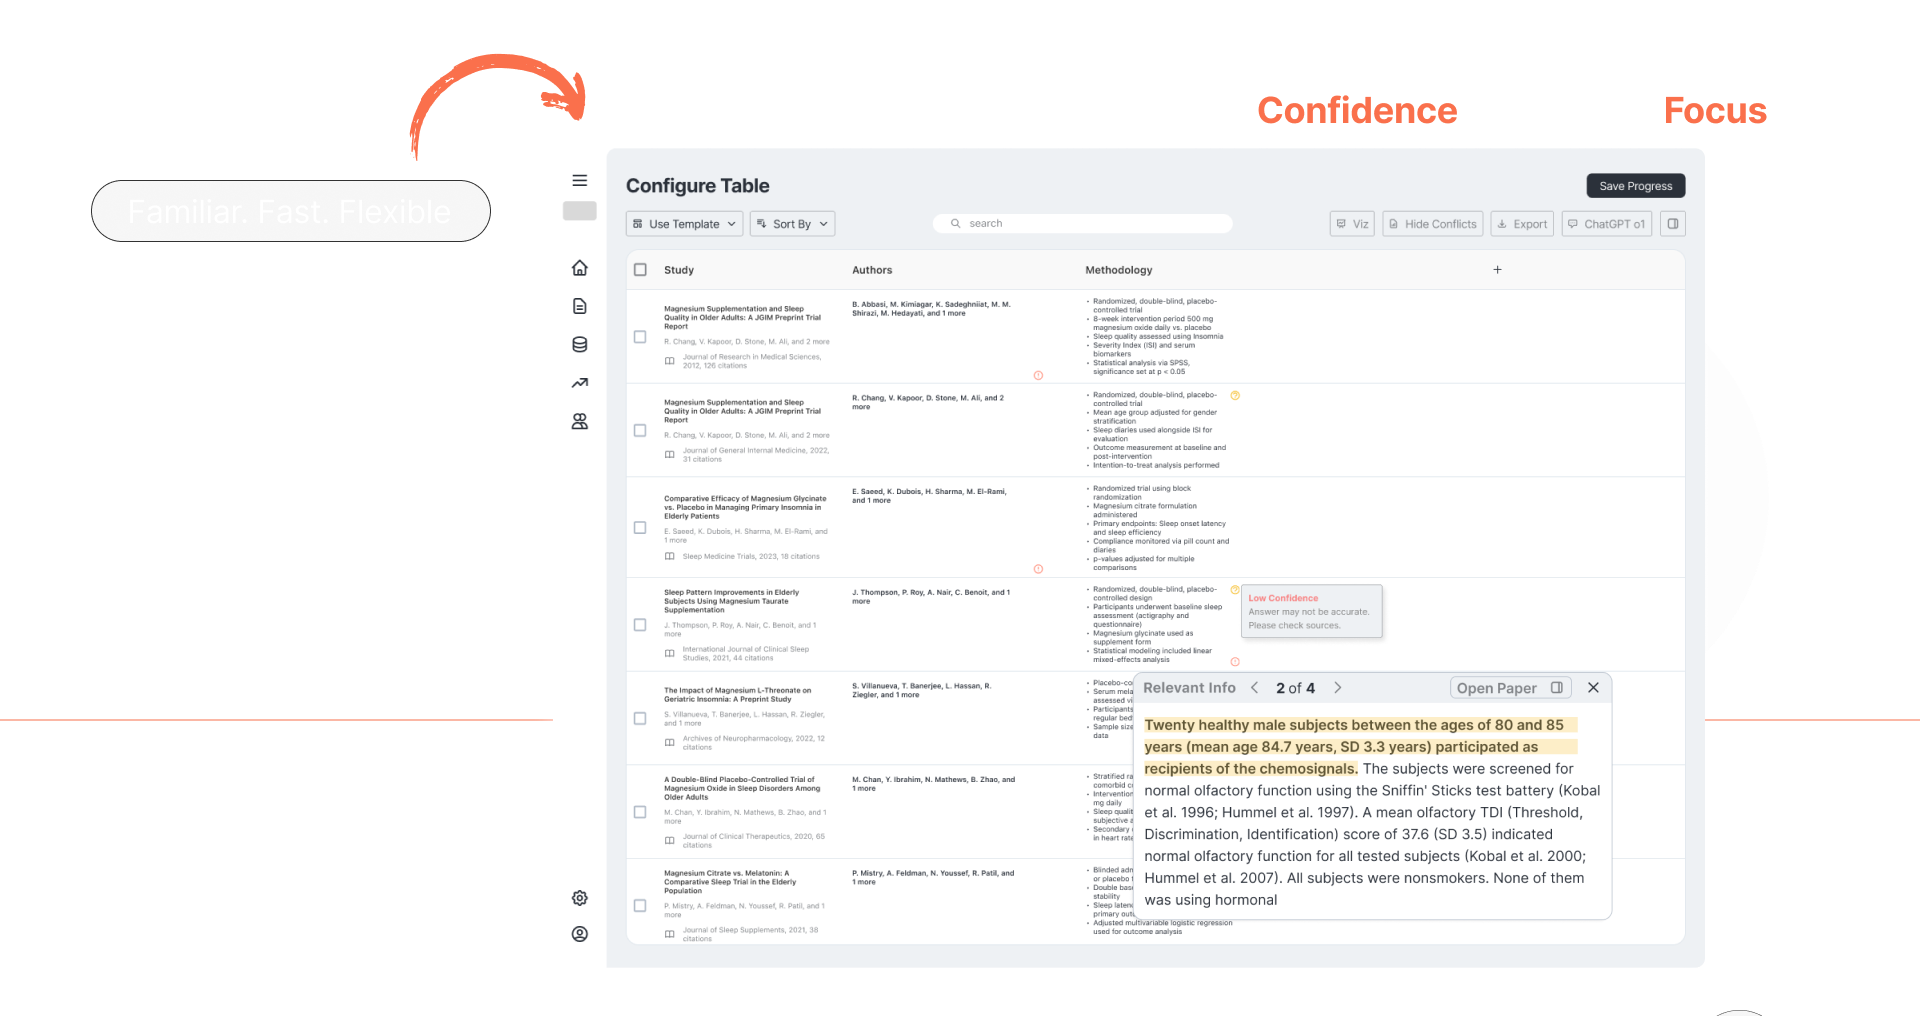 Confidence
Focus
Familiar. Fast. Flexible
Configure Table
Save Progress
Use Template
Sort By
search
Viz
Hide Conflicts
Export
ChatGPT o1
Study
Authors
Methodology
+
Magnesium Supplementation and Sleep
Quality in Older Adults: A JGIM Preprint Trial
Report
R. Chang, V. Kapoor, D. Stone, M. Ali, and 2 more
Journal of Research in Medical Sciences,
2012, 126 citations
B. Abbasi, M. Kimiagar, K. Sadeghniiat, M. M.
Shirazi, M. Hedayati, and 1 more
• Randomized, double-blind, placebo-
controlled trial
• 8-week intervention period 500 mg
magnesium oxide daily vs. placebo
• Sleep quality assessed using Insomnia
• Severity Index (ISI) and serum
biomarkers
• Statistical analysis via SPSS,
significance set at p < 0.05
Magnesium Supplementation and Sleep
Quality in Older Adults: A JGIM Preprint Trial
Report
R. Chang, V. Kapoor, D. Stone, M. Ali, and 2 more
Journal of General Internal Medicine, 2022,
31 citations
R. Chang, V. Kapoor, D. Stone, M. Ali, and 2
more
• Randomized, double-blind, placebo-
controlled trial
• Mean age group adjusted for gender
stratification
• Sleep diaries used alongside ISI for
evaluation
• Outcome measurement at baseline and
post-intervention
• Intention-to-treat analysis performed
Comparative Efficacy of Magnesium Glycinate
vs. Placebo in Managing Primary Insomnia in
Elderly Patients
E. Saeed, K. Dubois, H. Sharma, M. El-Rami, and
1 more
Sleep Medicine Trials, 2023, 18 citations
E. Saeed, K. Dubois, H. Sharma, M. El-Rami,
and 1 more
• Randomized trial using block
randomization
• Magnesium citrate formulation
administered
• Primary endpoints: Sleep onset latency
and sleep efficiency
• Compliance monitored via pill count and
diaries
• p-values adjusted for multiple
comparisons
Sleep Pattern Improvements in Elderly
Subjects Using Magnesium Taurate
Supplementation
J. Thompson, P. Roy, A. Nair, C. Benoit, and 1
more
International Journal of Clinical Sleep
Studies, 2021, 44 citations
J. Thompson, P. Roy, A. Nair, C. Benoit, and 1
more
• Randomized, double-blind, placebo-
controlled design
• Participants underwent baseline sleep
assessment (actigraphy and
questionnaire)
• Magnesium glycinate used as
supplement form
• Statistical modeling included linear
mixed-effects analysis
Low Confidence
Answer may not be accurate.
Please check sources.
The Impact of Magnesium L-Threonate on
Geriatric Insomnia: A Preprint Study
S. Villanueva, T. Banerjee, L. Hassan, R. Ziegler,
and 1 more
Archives of Neuropharmacology, 2022, 12
citations
S. Villanueva, T. Banerjee, L. Hassan, R.
Ziegler, and 1 more
• Placebo-co
• Serum mela
assessed vi
• Participants
regular bed
• Sample size
data
A Double-Blind Placebo-Controlled Trial of
Magnesium Oxide in Sleep Disorders Among
Older Adults
M. Chan, Y. Ibrahim, N. Mathews, B. Zhao, and 1
more
Journal of Clinical Therapeutics, 2020, 65
citations
M. Chan, Y. Ibrahim, N. Mathews, B. Zhao, and
1 more
• Stratified ra
comorbid c
• Intervention
mg daily
• Sleep qualit
subjective a
• Secondary
in heart rate
Magnesium Citrate vs. Melatonin: A
Comparative Sleep Trial in the Elderly
Population
P. Mistry, A. Feldman, N. Youssef, R. Patil, and 1
more
Journal of Sleep Supplements, 2021, 38
citations
P. Mistry, A. Feldman, N. Youssef, R. Patil, and
1 more
• Blinded adm
or placebo
• Double bas
stability
• Sleep laten
primary out
• Adjusted multivariable logistic regression
used for outcome analysis
Relevant Info
2 of 4
Open Paper
Twenty healthy male subjects between the ages of 80 and 85
years (mean age 84.7 years, SD 3.3 years) participated as
recipients of the chemosignals. The subjects were screened for
normal olfactory function using the Sniffin' Sticks test battery (Kobal
et al. 1996; Hummel et al. 1997). A mean olfactory TDI (Threshold,
Discrimination, Identification) score of 37.6 (SD 3.5) indicated
normal olfactory function for all tested subjects (Kobal et al. 2000;
Hummel et al. 2007). All subjects were nonsmokers. None of them
was using hormonal